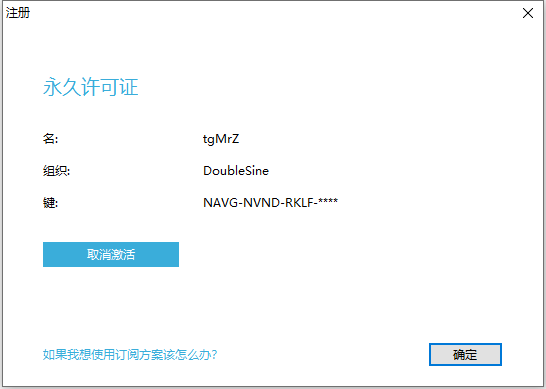 注册
永久许可证
名: tgMrZ
组织: DoubleSine
键: NAVG-NVND-RKLF-****
取消激活
如果我想使用订阅方案该怎么办?
确定